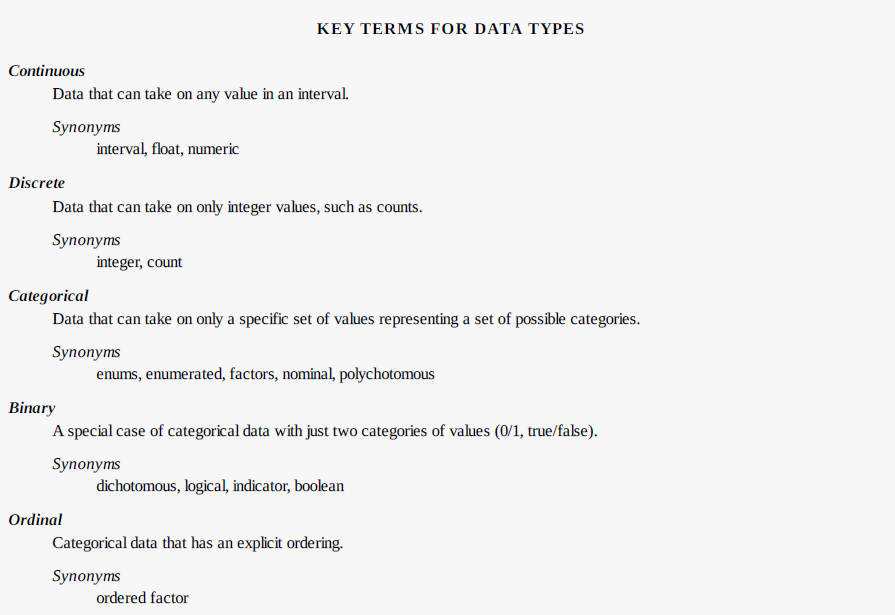 KEY TERMS FOR DATA TYPES
Continuous
Data that can take on any value in an interval.
Synonyms
interval, float, numeric
Discrete
Data that can take on only integer values, such as counts.
Synonyms
integer, count
Categorical
Data that can take on only a specific set of values representing a set of possible categories.
Synonyms
enums, enumerated, factors, nominal, polychotomous
Binary
A special case of categorical data with just two categories of values (0/1, true/false).
Synonyms
dichotomous, logical, indicator, boolean
Ordinal
Categorical data that has an explicit ordering.
Synonyms
ordered factor